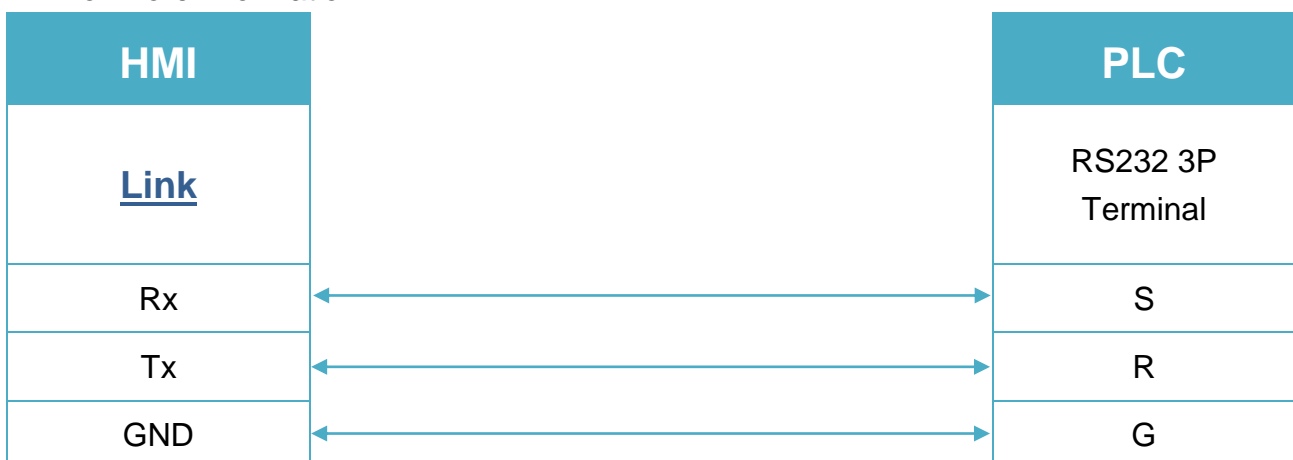 HMI PLC
Link RS232 3P
Terminal
Rx S
Tx R
GND G